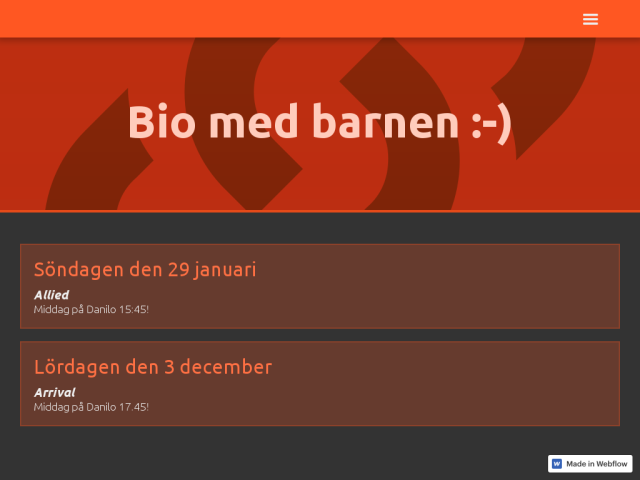 Bio med barnen :-)
Söndagen den 29 januari
Allied
Middag på Danilo 15:45!
Lördagen den 3 december
Arrival
Middag på Danilo 17.45!
Made in Webflow